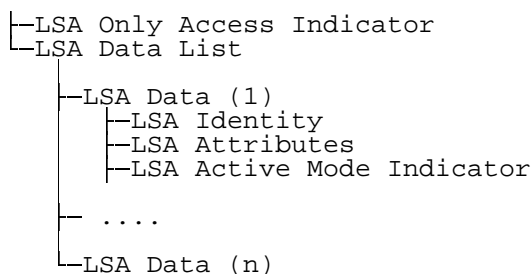 LSA Only Access Indicator
LSA Data List
LSA Data (1)
LSA Identity
LSA Attributes
LSA Active Mode Indicator
....
LSA Data (n)